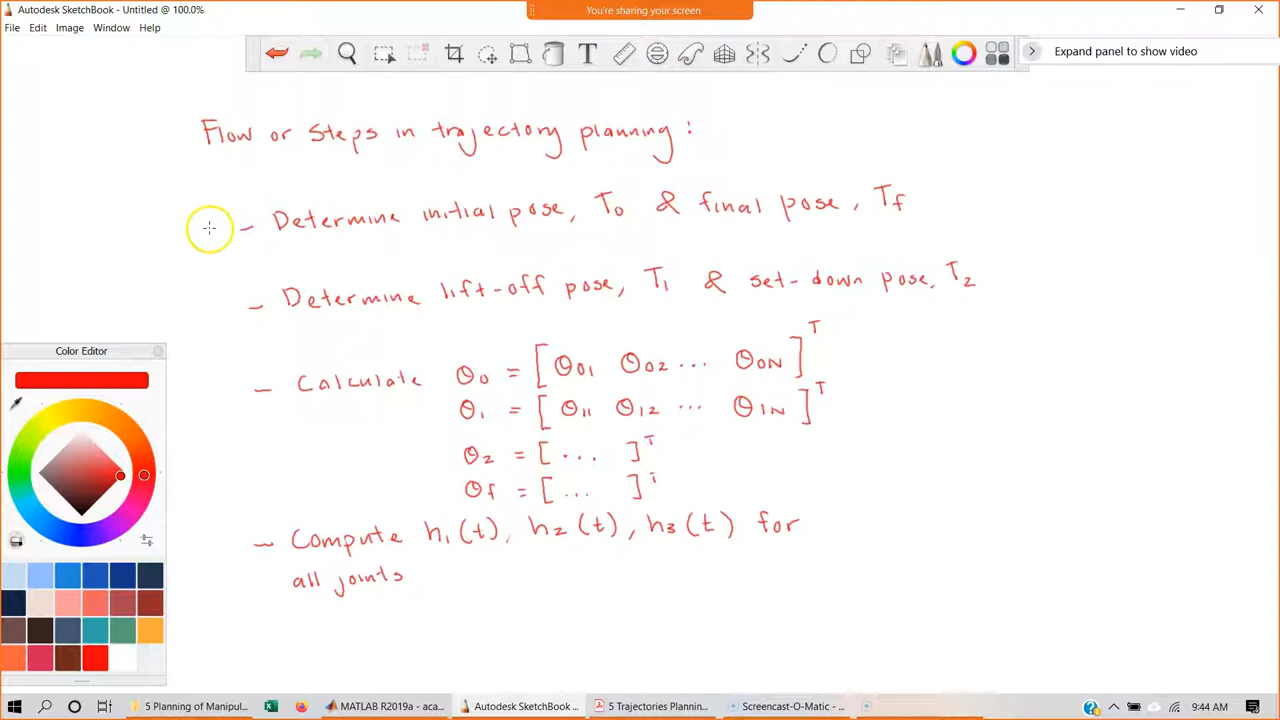 Autodesk SketchBook - Untitled @ 100.0%
You're sharing your screen
File Edit Image Window Help
Expand panel to show video
Flow or Steps in trajectory planning :
- Determine initial pose, T₀ & final pose, Tf
- Determine lift-off pose, T₁ & set-down pose, T₂
- Calculate Θ₀ = [Θ₀₁ Θ₀₂ ... Θ₀N]ᵀ
Θ₁ = [Θ₁₁ Θ₁₂ ... Θ₁N]ᵀ
Θ₂ = [... ]ᵀ
Θf = [... ]ᵀ
- Compute h₁(t), h₂(t), h₃(t) for
all joints
Color Editor
5 Planning of Manipul... MATLAB R2019a - aca... Autodesk SketchBook ... 5 Trajectories Plannin... Screencast-O-Matic - ... 9:44 AM